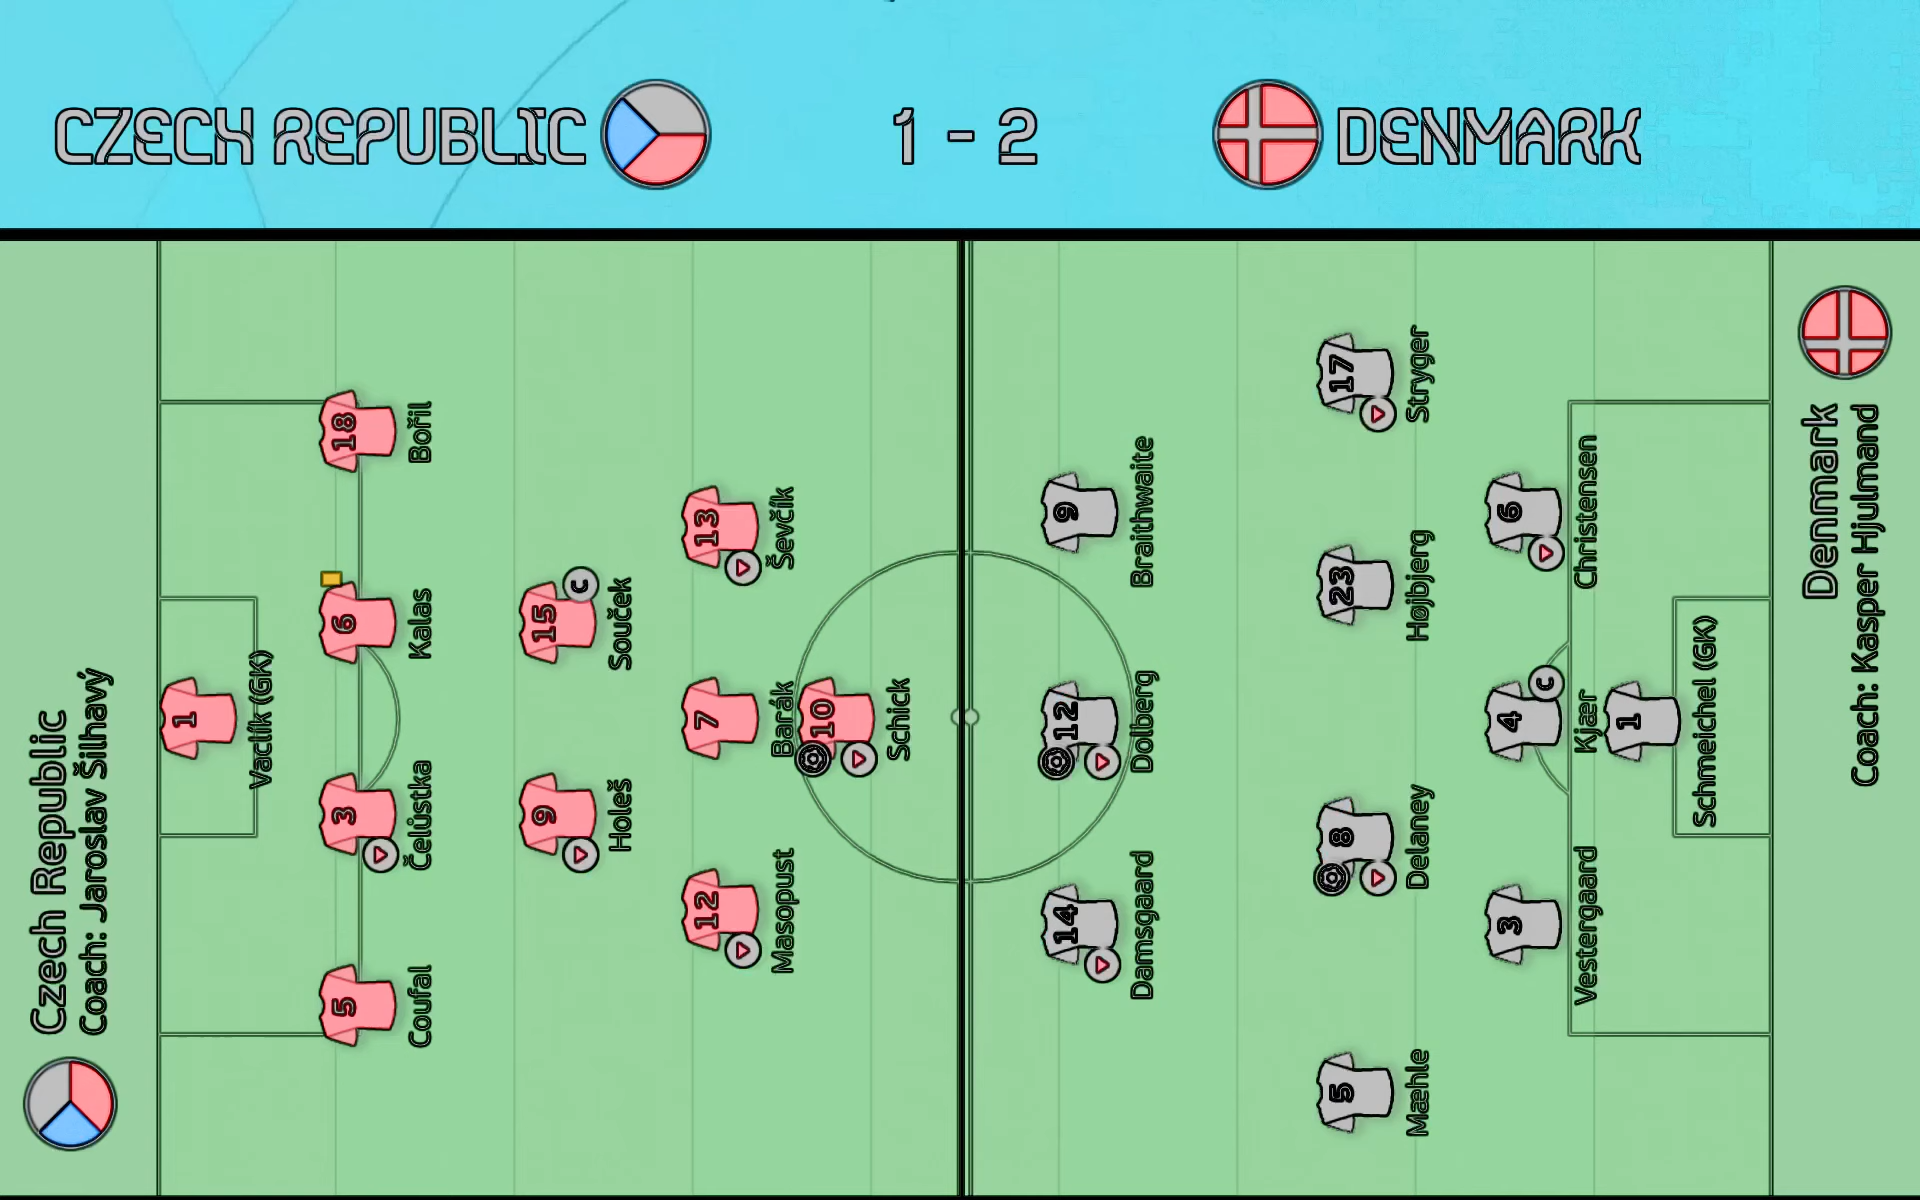 CZECH REPUBLIC
1 - 2
DENMARK
Czech Republic
Coach: Jaroslav Šilhavý
1
Vaclík (GK)
18
Bořil
6
Kalas
3
Čelůstka
5
Coufal
15
C
Souček
9
Holeš
13
Ševčík
7
Barák
12
Masopust
10
Schick
9
Braithwaite
12
Dolberg
14
Damsgaard
17
Stryger
23
Højbjerg
8
Delaney
5
Mæhle
6
Christensen
4
C
Kjær
3
Vestergaard
1
Schmeichel (GK)
Denmark
Coach: Kasper Hjulmand